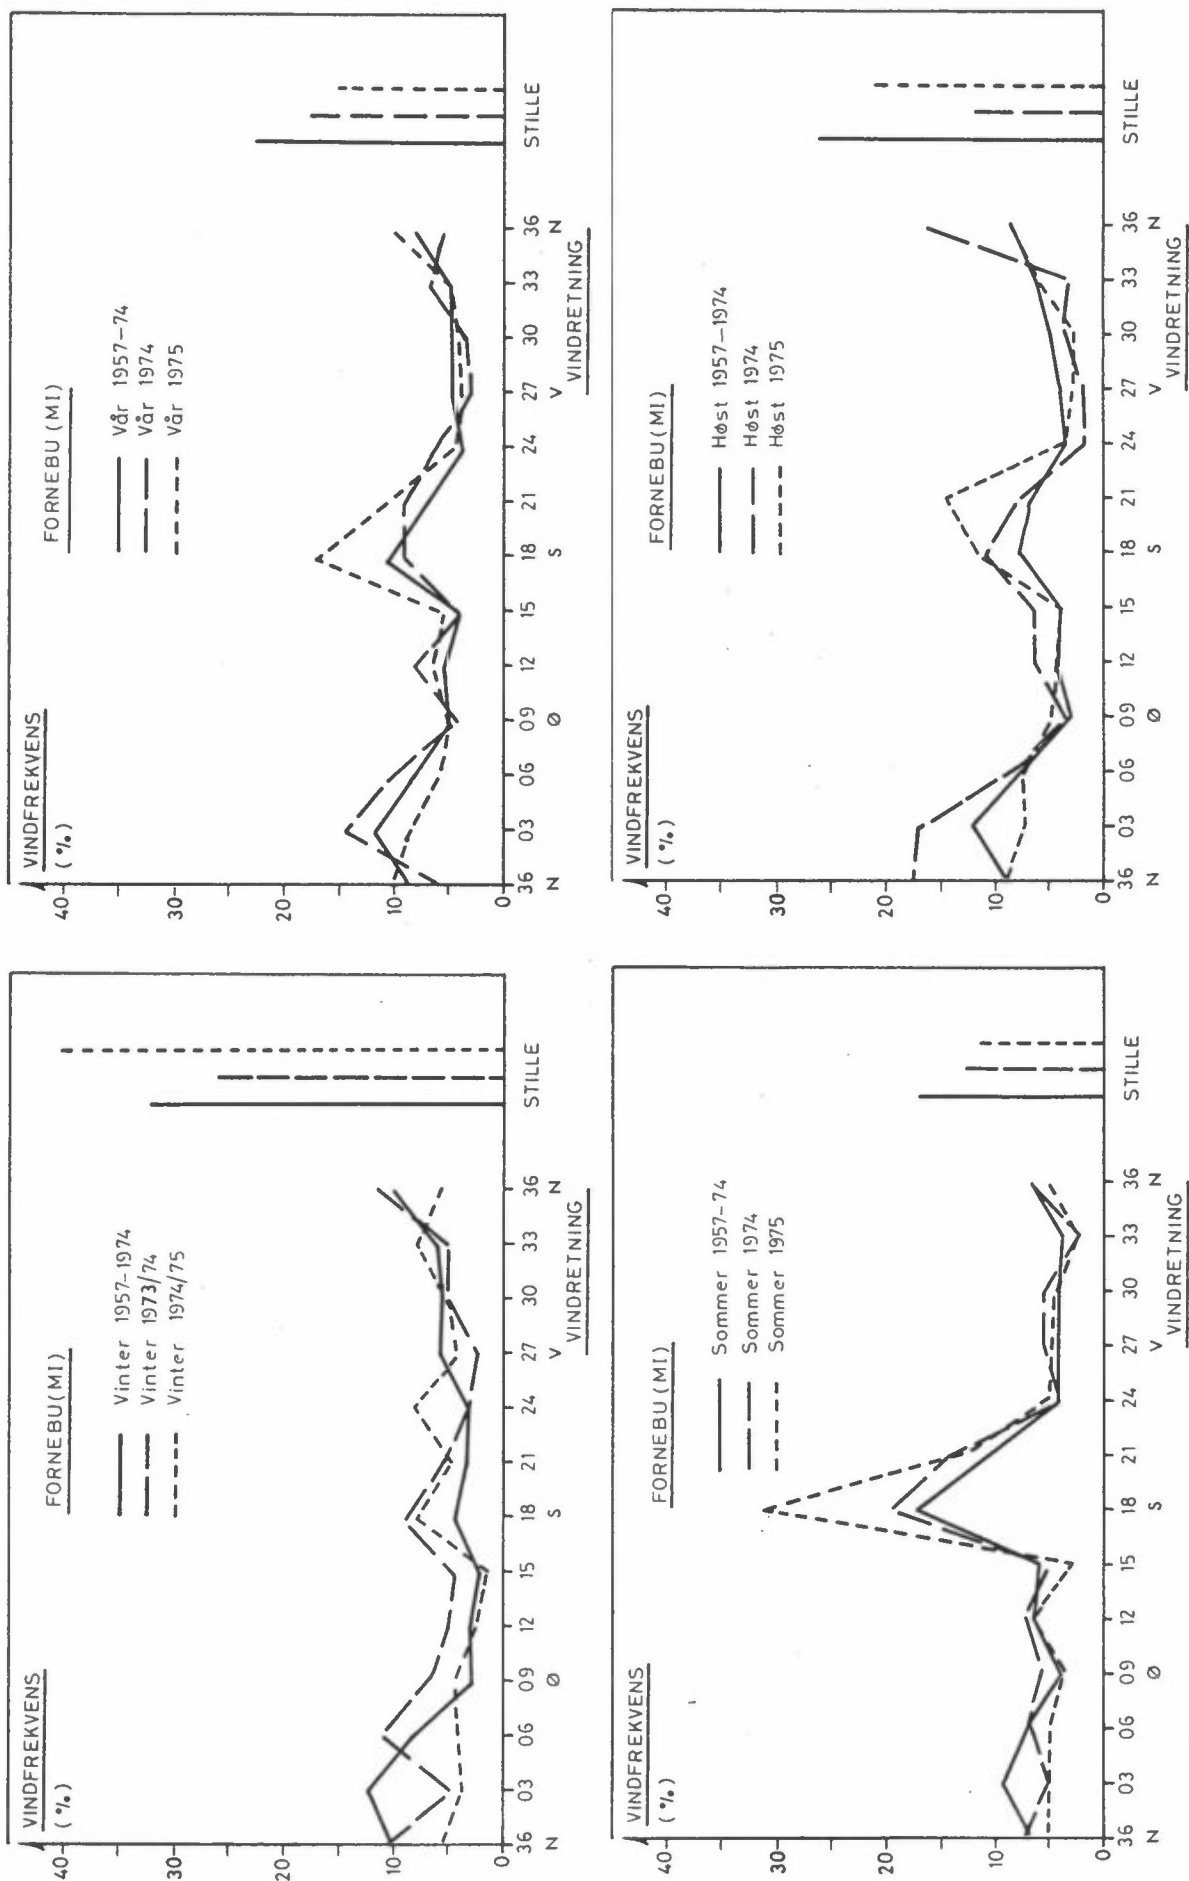 VINDFREKVENS
(%)
FORNEBU (MI)
Vinter 1957-1974
Vinter 1973/74
Vinter 1974/75
40
30
20
10
0
36 03 06 09 12 15 18 21 24 27 30 33 36 STILLE
N Ø S V N
VINDRETNING
VINDFREKVENS
(%)
FORNEBU (MI)
Vår 1957-74
Vår 1974
Vår 1975
40
30
20
10
0
36 03 06 09 12 15 18 21 24 27 30 33 36 STILLE
N Ø S V N
VINDRETNING
VINDFREKVENS
(%)
FORNEBU (MI)
Sommer 1957-74
Sommer 1974
Sommer 1975
40
30
20
10
0
36 03 06 09 12 15 18 21 24 27 30 33 36 STILLE
N Ø S V N
VINDRETNING
VINDFREKVENS
(%)
FORNEBU (MI)
Høst 1957-1974
Høst 1974
Høst 1975
40
30
20
10
0
36 03 06 09 12 15 18 21 24 27 30 33 36 STILLE
N Ø S V N
VINDRETNING